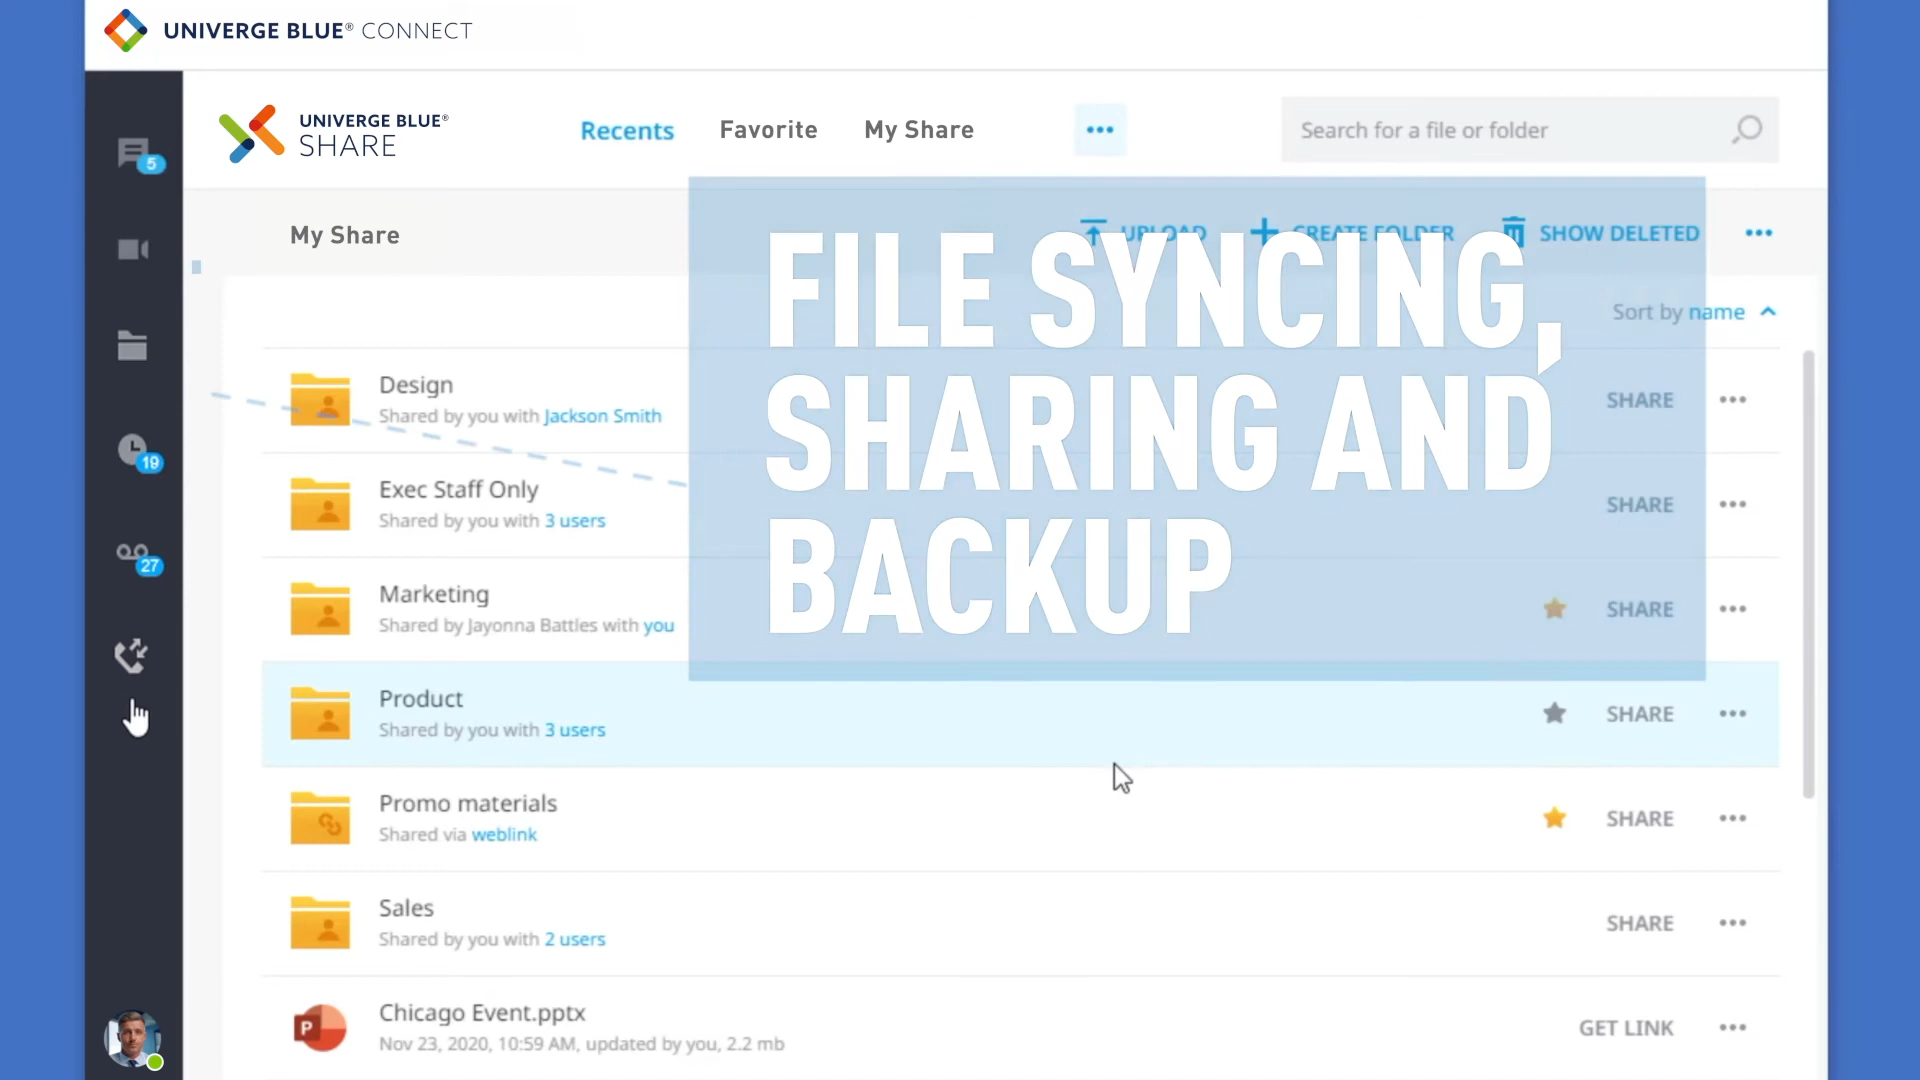 UNIVERGE BLUE® CONNECT
UNIVERGE BLUE®
SHARE
Recents
Favorite
My Share
Search for a file or folder
5
My Share
UPLOAD
CREATE FOLDER
SHOW DELETED
FILE SYNCING,
SHARING AND
BACKUP
Sort by name
Design
Shared by you with Jackson Smith
SHARE
19
Exec Staff Only
Shared by you with 3 users
SHARE
27
Marketing
Shared by Jayonna Battles with you
SHARE
Product
Shared by you with 3 users
SHARE
Promo materials
Shared via weblink
SHARE
Sales
Shared by you with 2 users
SHARE
P
Chicago Event.pptx
Nov 23, 2020, 10:59 AM, updated by you, 2.2 mb
GET LINK